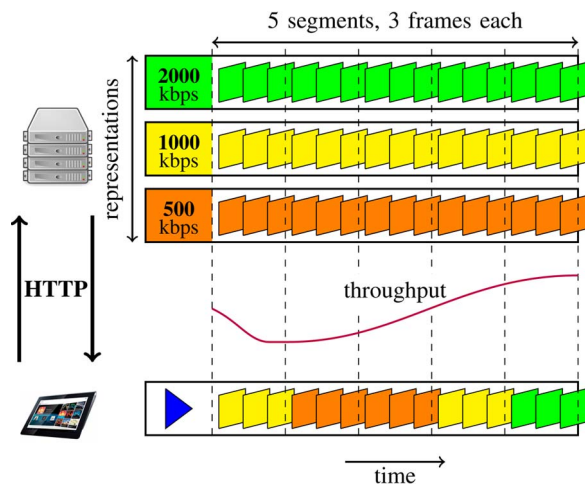 5 segments, 3 frames each
representations
2000
kbps
1000
kbps
500
kbps
throughput
HTTP
time